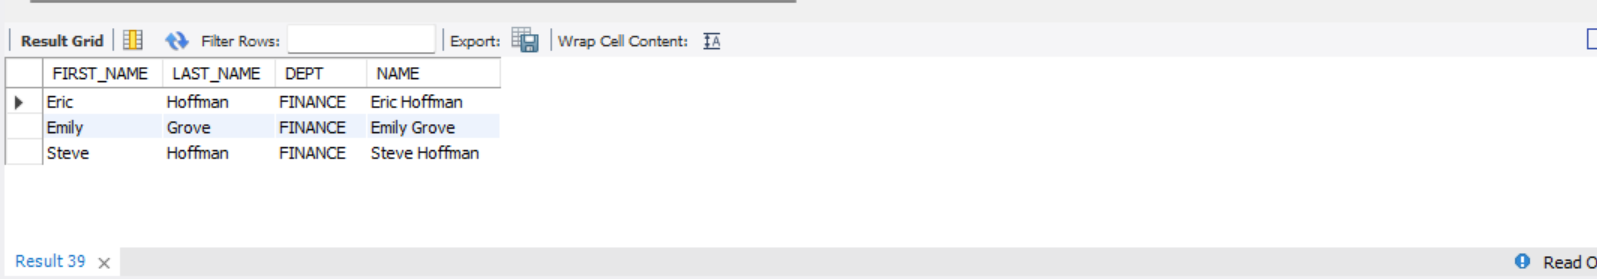 Result Grid Filter Rows: Export: Wrap Cell Content:
FIRST_NAME LAST_NAME DEPT NAME
Eric Hoffman FINANCE Eric Hoffman
Emily Grove FINANCE Emily Grove
Steve Hoffman FINANCE Steve Hoffman
Result 39 Read O